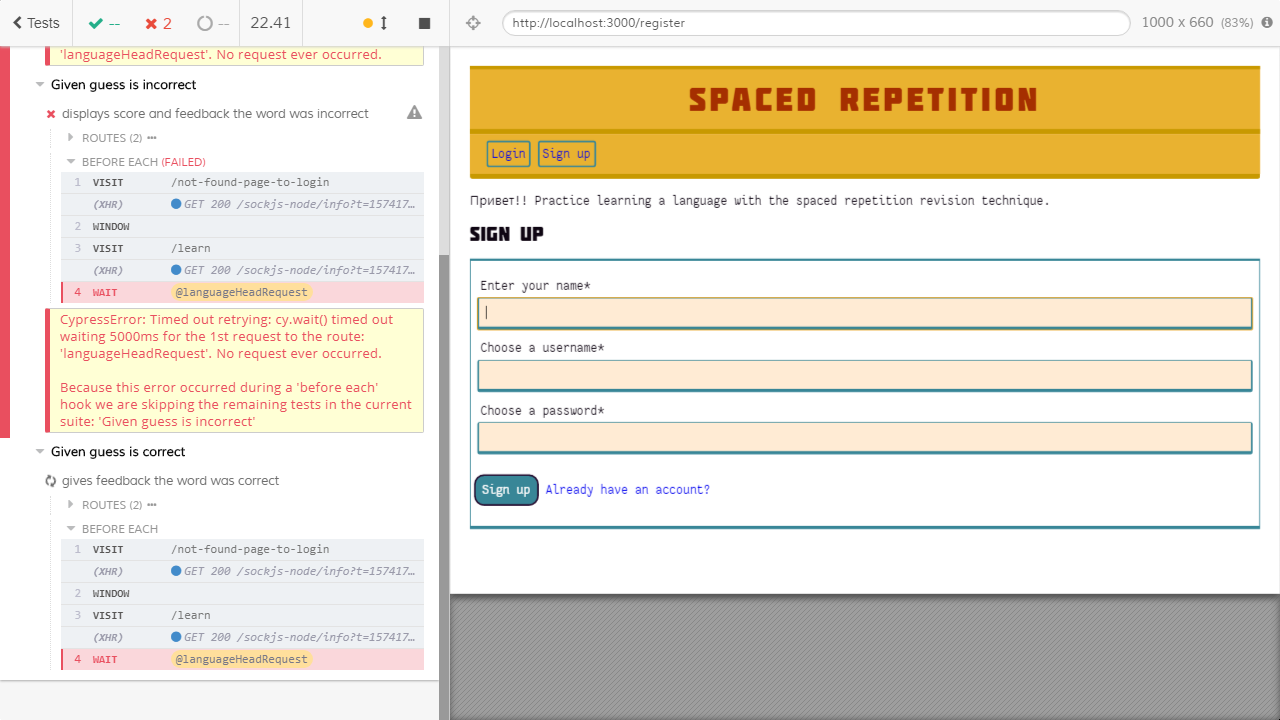 Tests
--
2
--
22.41
http://localhost:3000/register
1000 x 660 (83%)
'languageHeadRequest'. No request ever occurred.
Given guess is incorrect
displays score and feedback the word was incorrect
ROUTES (2) •••
BEFORE EACH (FAILED)
1 VISIT /not-found-page-to-login
(XHR) GET 200 /sockjs-node/info?t=157417…
2 WINDOW
3 VISIT /learn
(XHR) GET 200 /sockjs-node/info?t=157417…
4 WAIT @languageHeadRequest
CypressError: Timed out retrying: cy.wait() timed out
waiting 5000ms for the 1st request to the route:
'languageHeadRequest'. No request ever occurred.
Because this error occurred during a 'before each'
hook we are skipping the remaining tests in the current
suite: 'Given guess is incorrect'
Given guess is correct
gives feedback the word was correct
ROUTES (2) •••
BEFORE EACH
1 VISIT /not-found-page-to-login
(XHR) GET 200 /sockjs-node/info?t=157417…
2 WINDOW
3 VISIT /learn
(XHR) GET 200 /sockjs-node/info?t=157417…
4 WAIT @languageHeadRequest
SPACED REPETITION
Login Sign up
Привет!! Practice learning a language with the spaced repetition revision technique.
SIGN UP
Enter your name*
Choose a username*
Choose a password*
Sign up Already have an account?